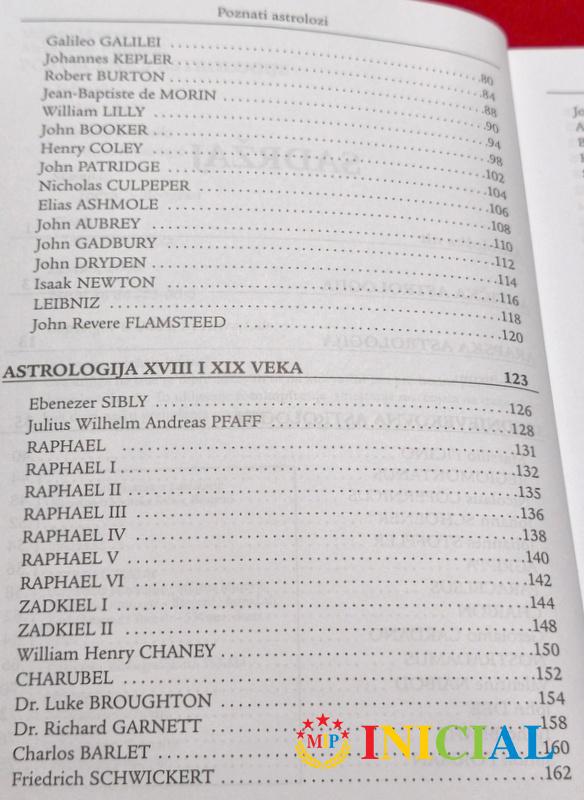 Poznati astrolozi
Galileo GALILEI ........ 80
Johannes KEPLER ........ 84
Robert BURTON ........ 88
Jean-Baptiste de MORIN ........ 90
William LILLY ........ 94
John BOOKER ........ 98
Henry COLEY ........ 102
John PATRIDGE ........ 104
Nicholas CULPEPER ........ 106
Elias ASHMOLE ........ 108
John AUBREY ........ 110
John GADBURY ........ 112
John DRYDEN ........ 114
Isaak NEWTON ........ 116
LEIBNIZ ........ 118
John Revere FLAMSTEED ........ 120
ASTROLOGIJA XVIII I XIX VEKA 123
Ebenezer SIBLY ........ 126
Julius Wilhelm Andreas PFAFF ........ 128
RAPHAEL ........ 131
RAPHAEL I ........ 132
RAPHAEL II ........ 135
RAPHAEL III ........ 136
RAPHAEL IV ........ 138
RAPHAEL V ........ 140
RAPHAEL VI ........ 142
ZADKIEL I ........ 144
ZADKIEL II ........ 148
William Henry CHANEY ........ 150
CHARUBEL ........ 152
Dr. Luke BROUGHTON ........ 154
Dr. Richard GARNETT ........ 158
Charlos BARLET ........ 160
Friedrich SCHWICKERT ........ 162
MP INICIAL